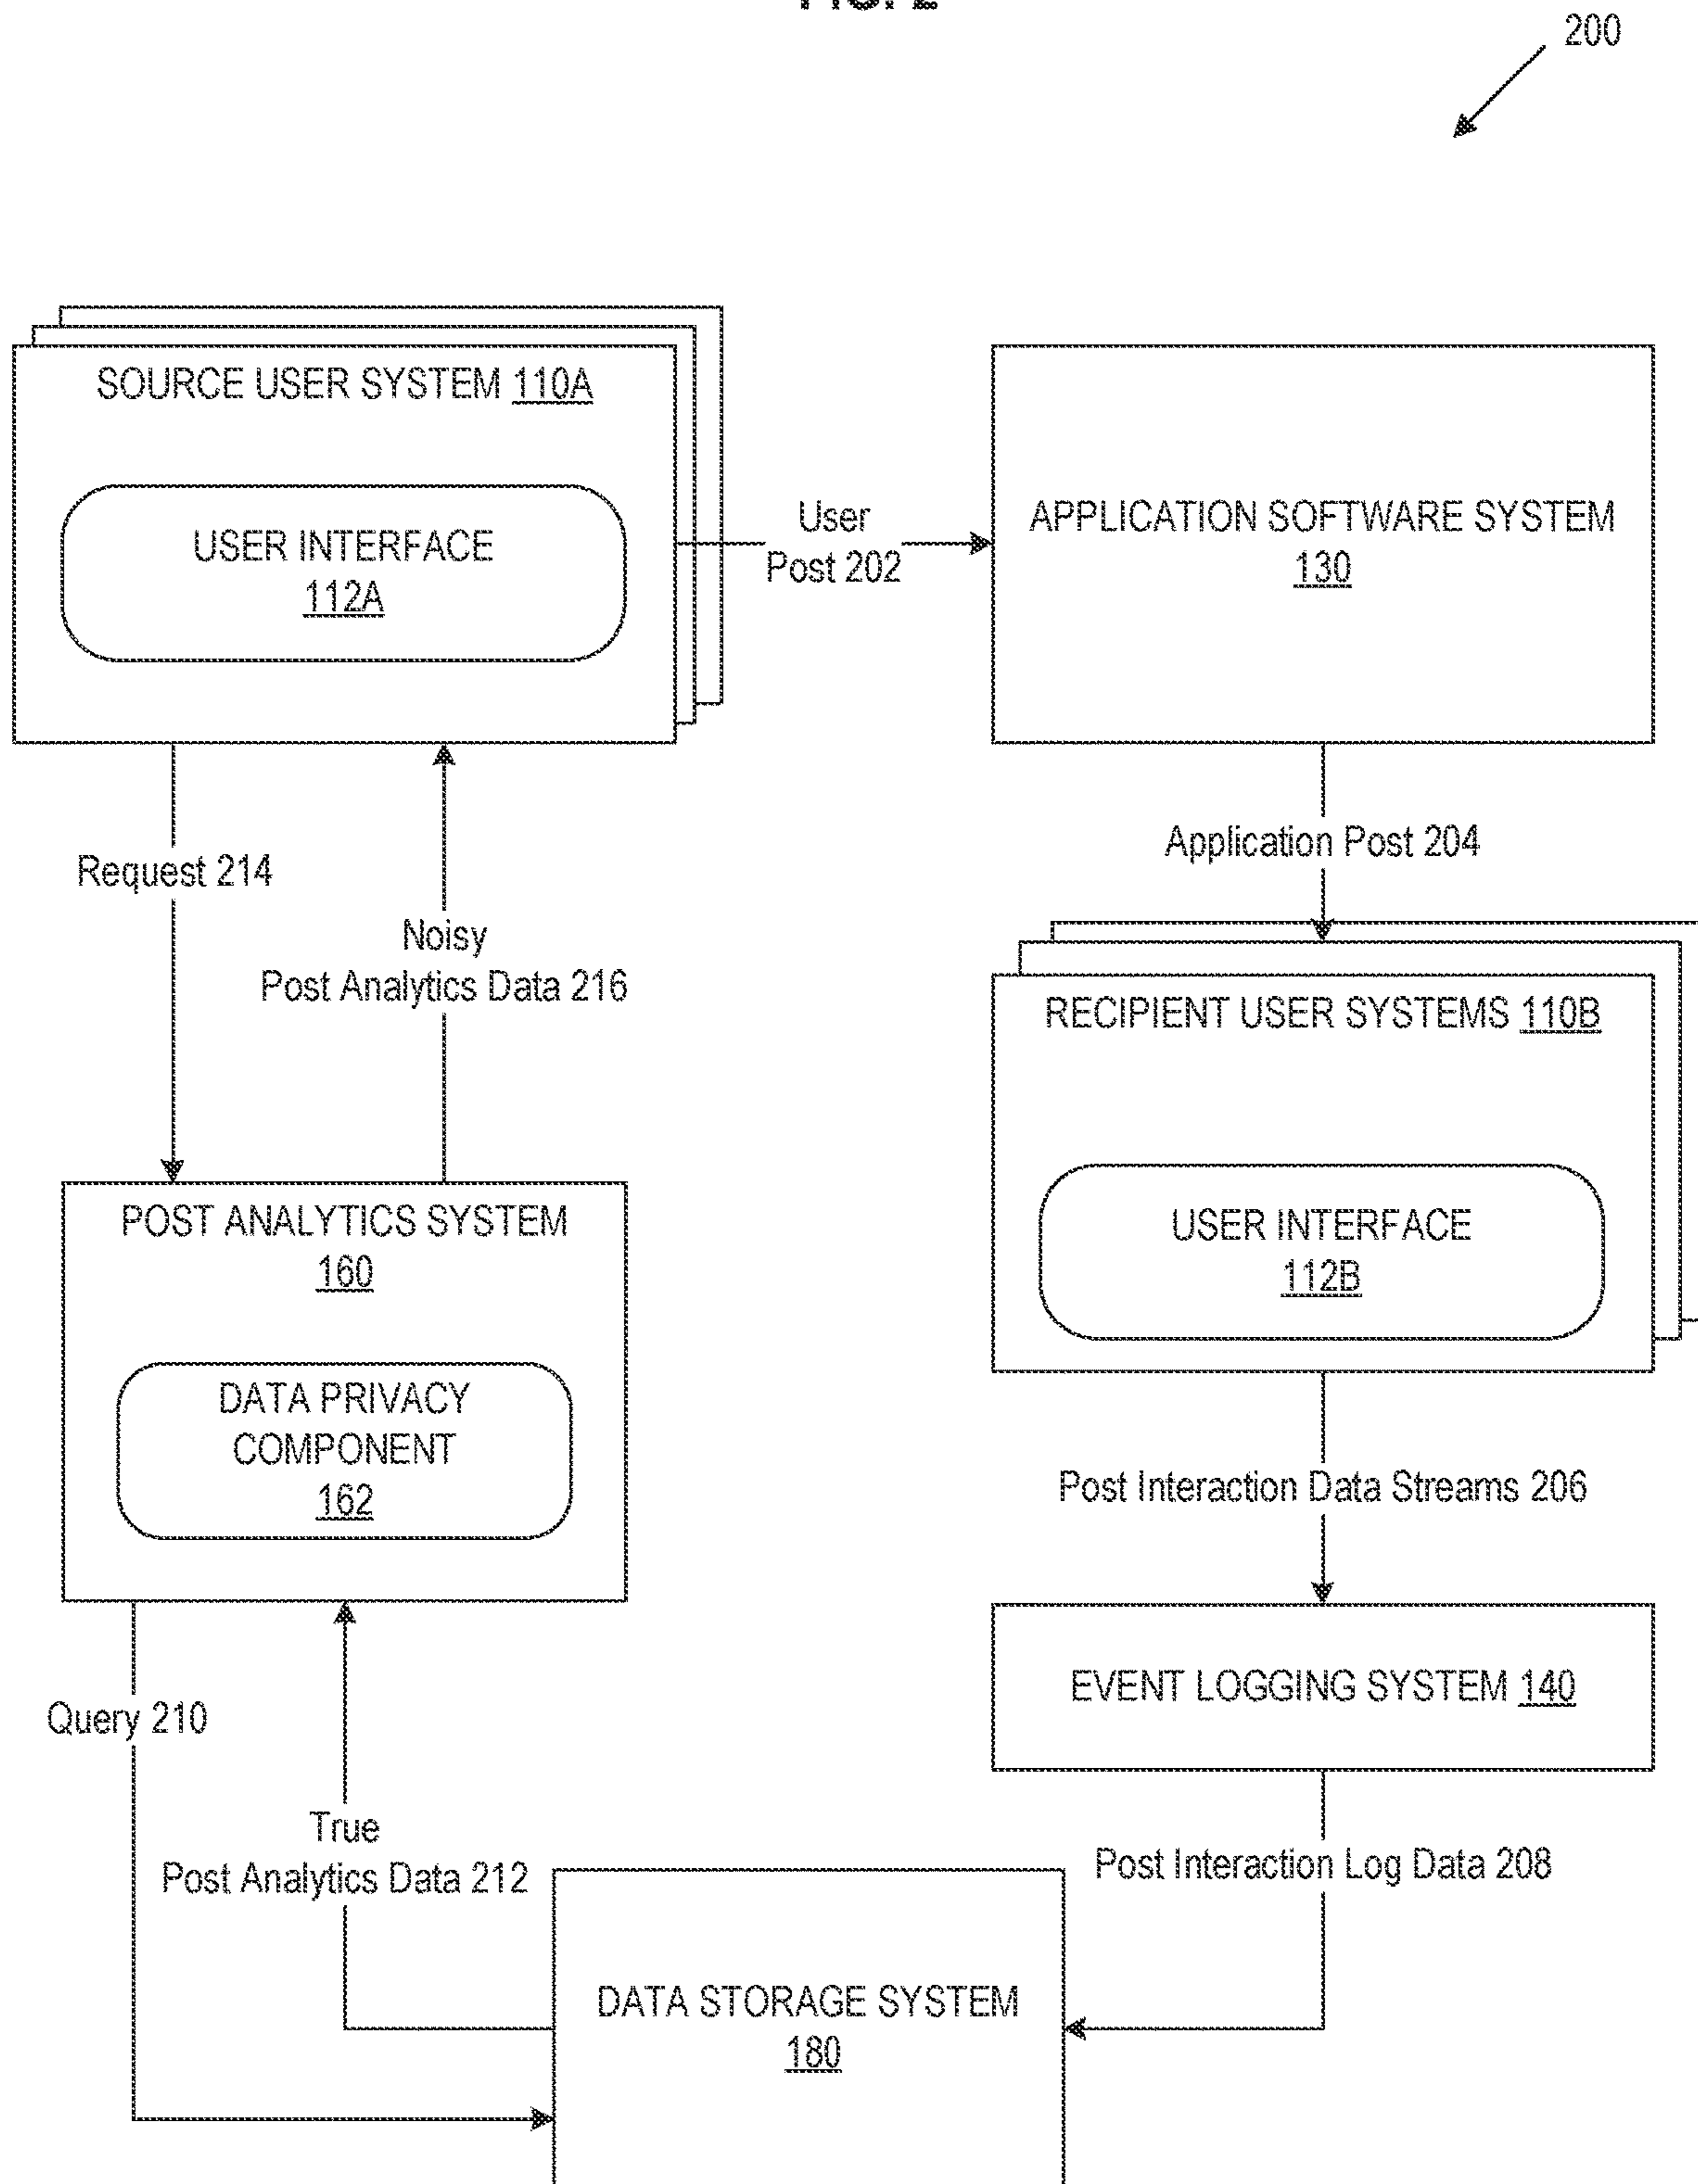 200
SOURCE USER SYSTEM 110A
USER INTERFACE
112A
User
Post 202
APPLICATION SOFTWARE SYSTEM
130
Request 214
Noisy
Post Analytics Data 216
Application Post 204
RECIPIENT USER SYSTEMS 110B
USER INTERFACE
112B
POST ANALYTICS SYSTEM
160
DATA PRIVACY
COMPONENT
162
Post Interaction Data Streams 206
EVENT LOGGING SYSTEM 140
Query 210
True
Post Analytics Data 212
Post Interaction Log Data 208
DATA STORAGE SYSTEM
180